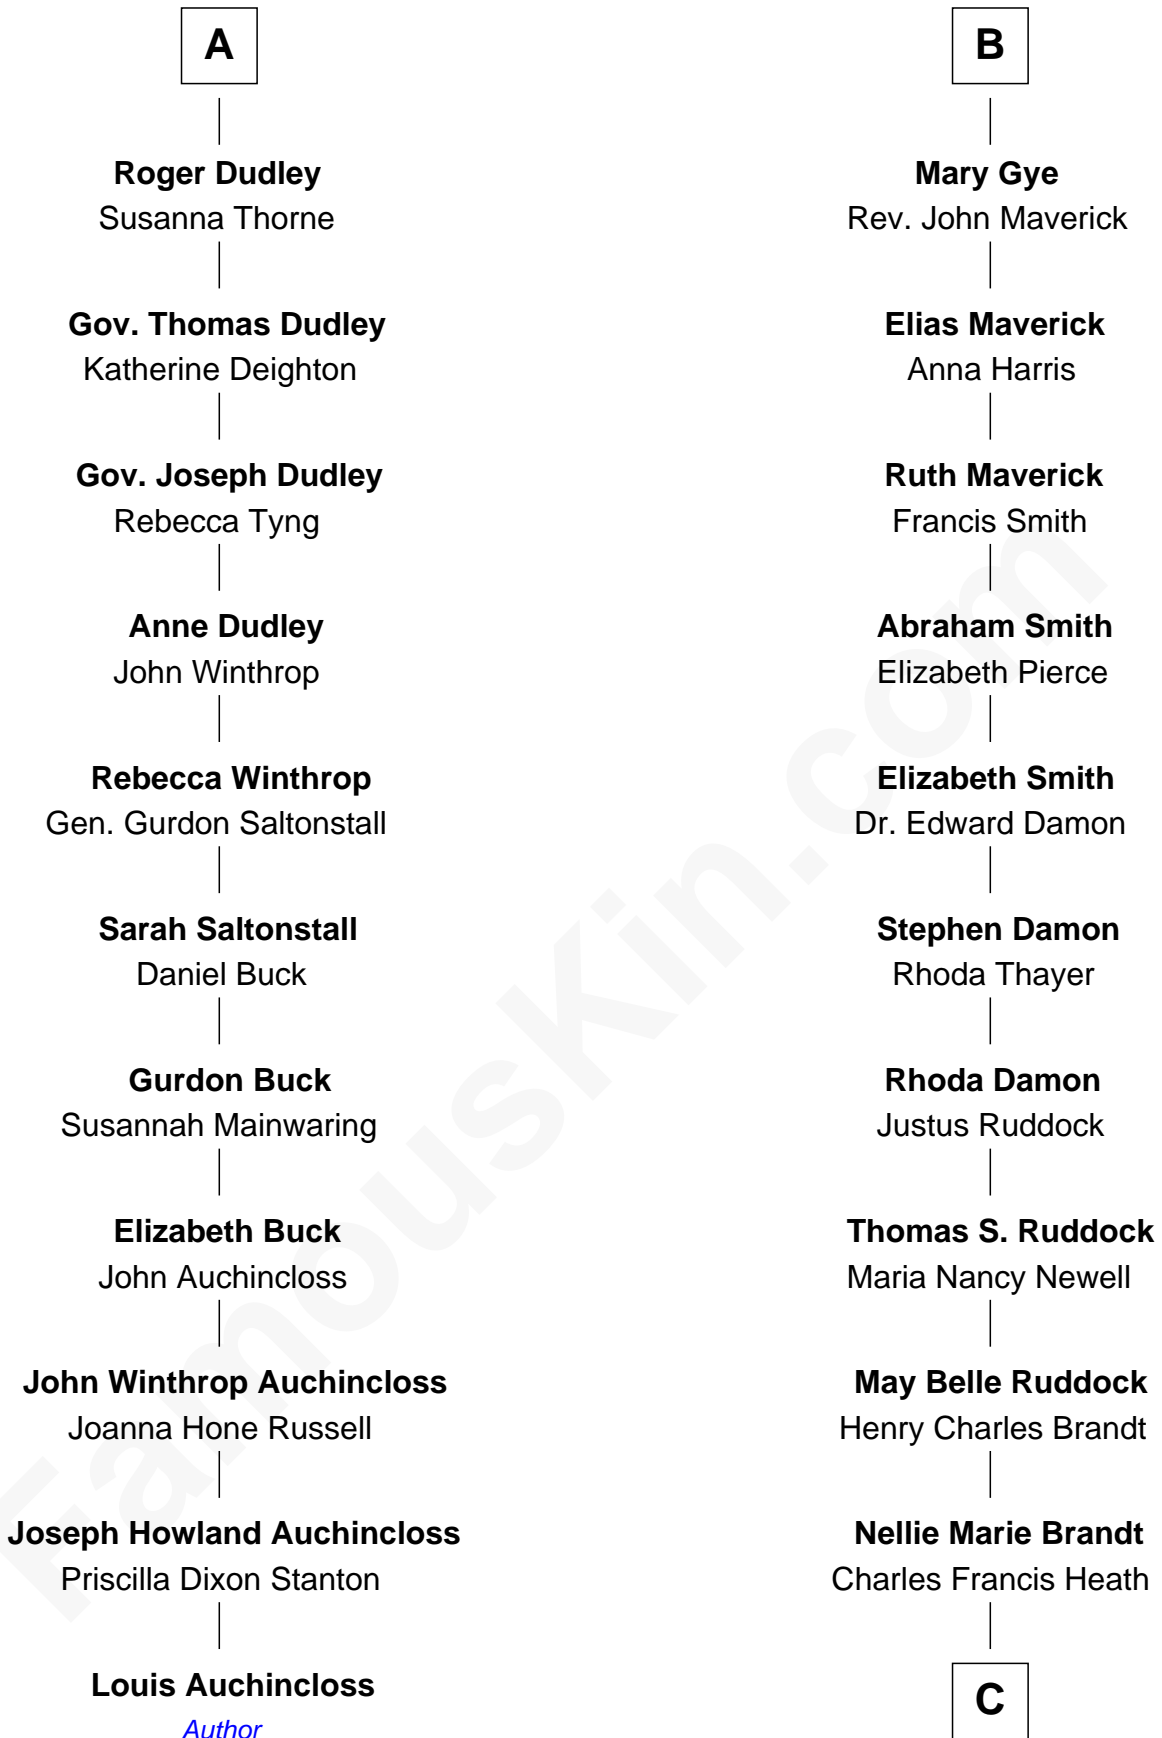 A
Roger Dudley
Susanna Thorne
Gov. Thomas Dudley
Katherine Deighton
Gov. Joseph Dudley
Rebecca Tyng
Anne Dudley
John Winthrop
Rebecca Winthrop
Gen. Gurdon Saltonstall
Sarah Saltonstall
Daniel Buck
Gurdon Buck
Susannah Mainwaring
Elizabeth Buck
John Auchincloss
John Winthrop Auchincloss
Joanna Hone Russell
Joseph Howland Auchincloss
Priscilla Dixon Stanton
Louis Auchincloss
Author
B
Mary Gye
Rev. John Maverick
Elias Maverick
Anna Harris
Ruth Maverick
Francis Smith
Abraham Smith
Elizabeth Pierce
Elizabeth Smith
Dr. Edward Damon
Stephen Damon
Rhoda Thayer
Rhoda Damon
Justus Ruddock
Thomas S. Ruddock
Maria Nancy Newell
May Belle Ruddock
Henry Charles Brandt
Nellie Marie Brandt
Charles Francis Heath
C
FamousKin.com